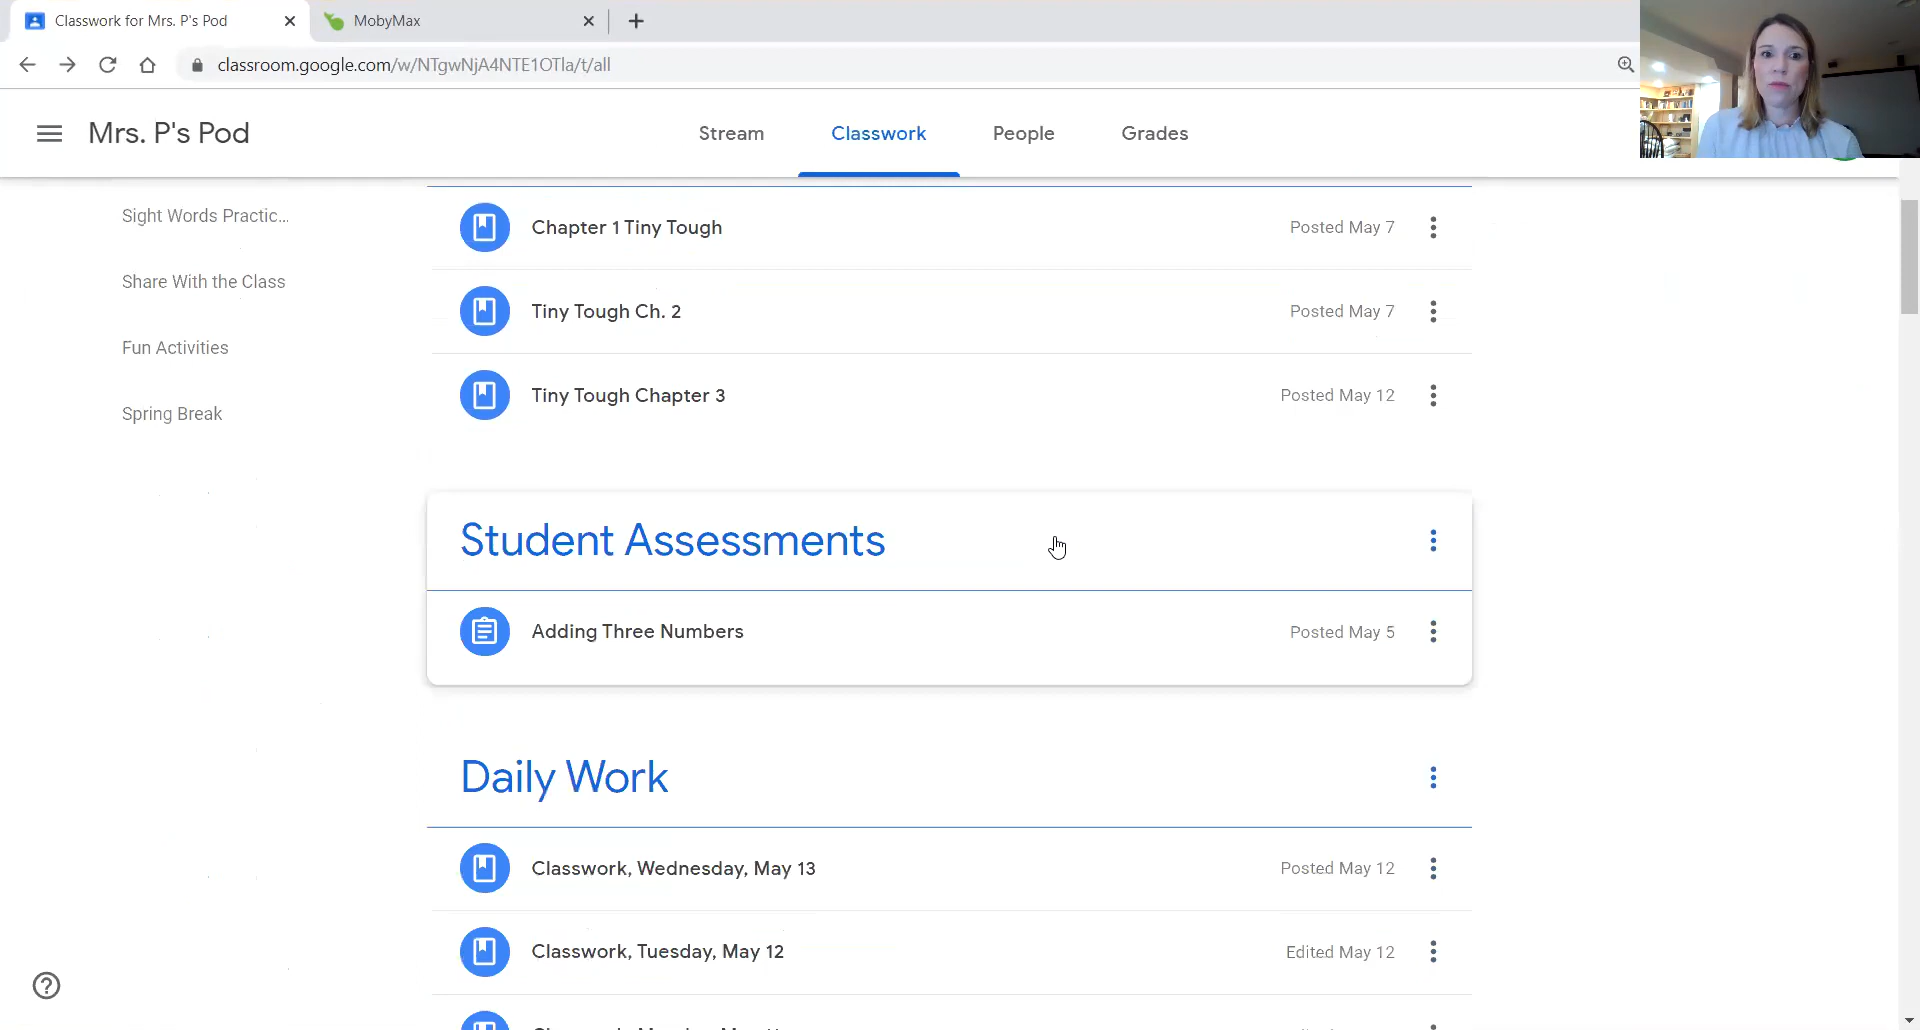 Classwork for Mrs. P's Pod
MobyMax
classroom.google.com/w/NTgwNjA4NTE1OTla/t/all
Mrs. P's Pod
Stream
Classwork
People
Grades
Sight Words Practic...
Share With the Class
Fun Activities
Spring Break
Chapter 1 Tiny Tough
Posted May 7
Tiny Tough Ch. 2
Posted May 7
Tiny Tough Chapter 3
Posted May 12
Student Assessments
Adding Three Numbers
Posted May 5
Daily Work
Classwork, Wednesday, May 13
Posted May 12
Classwork, Tuesday, May 12
Edited May 12